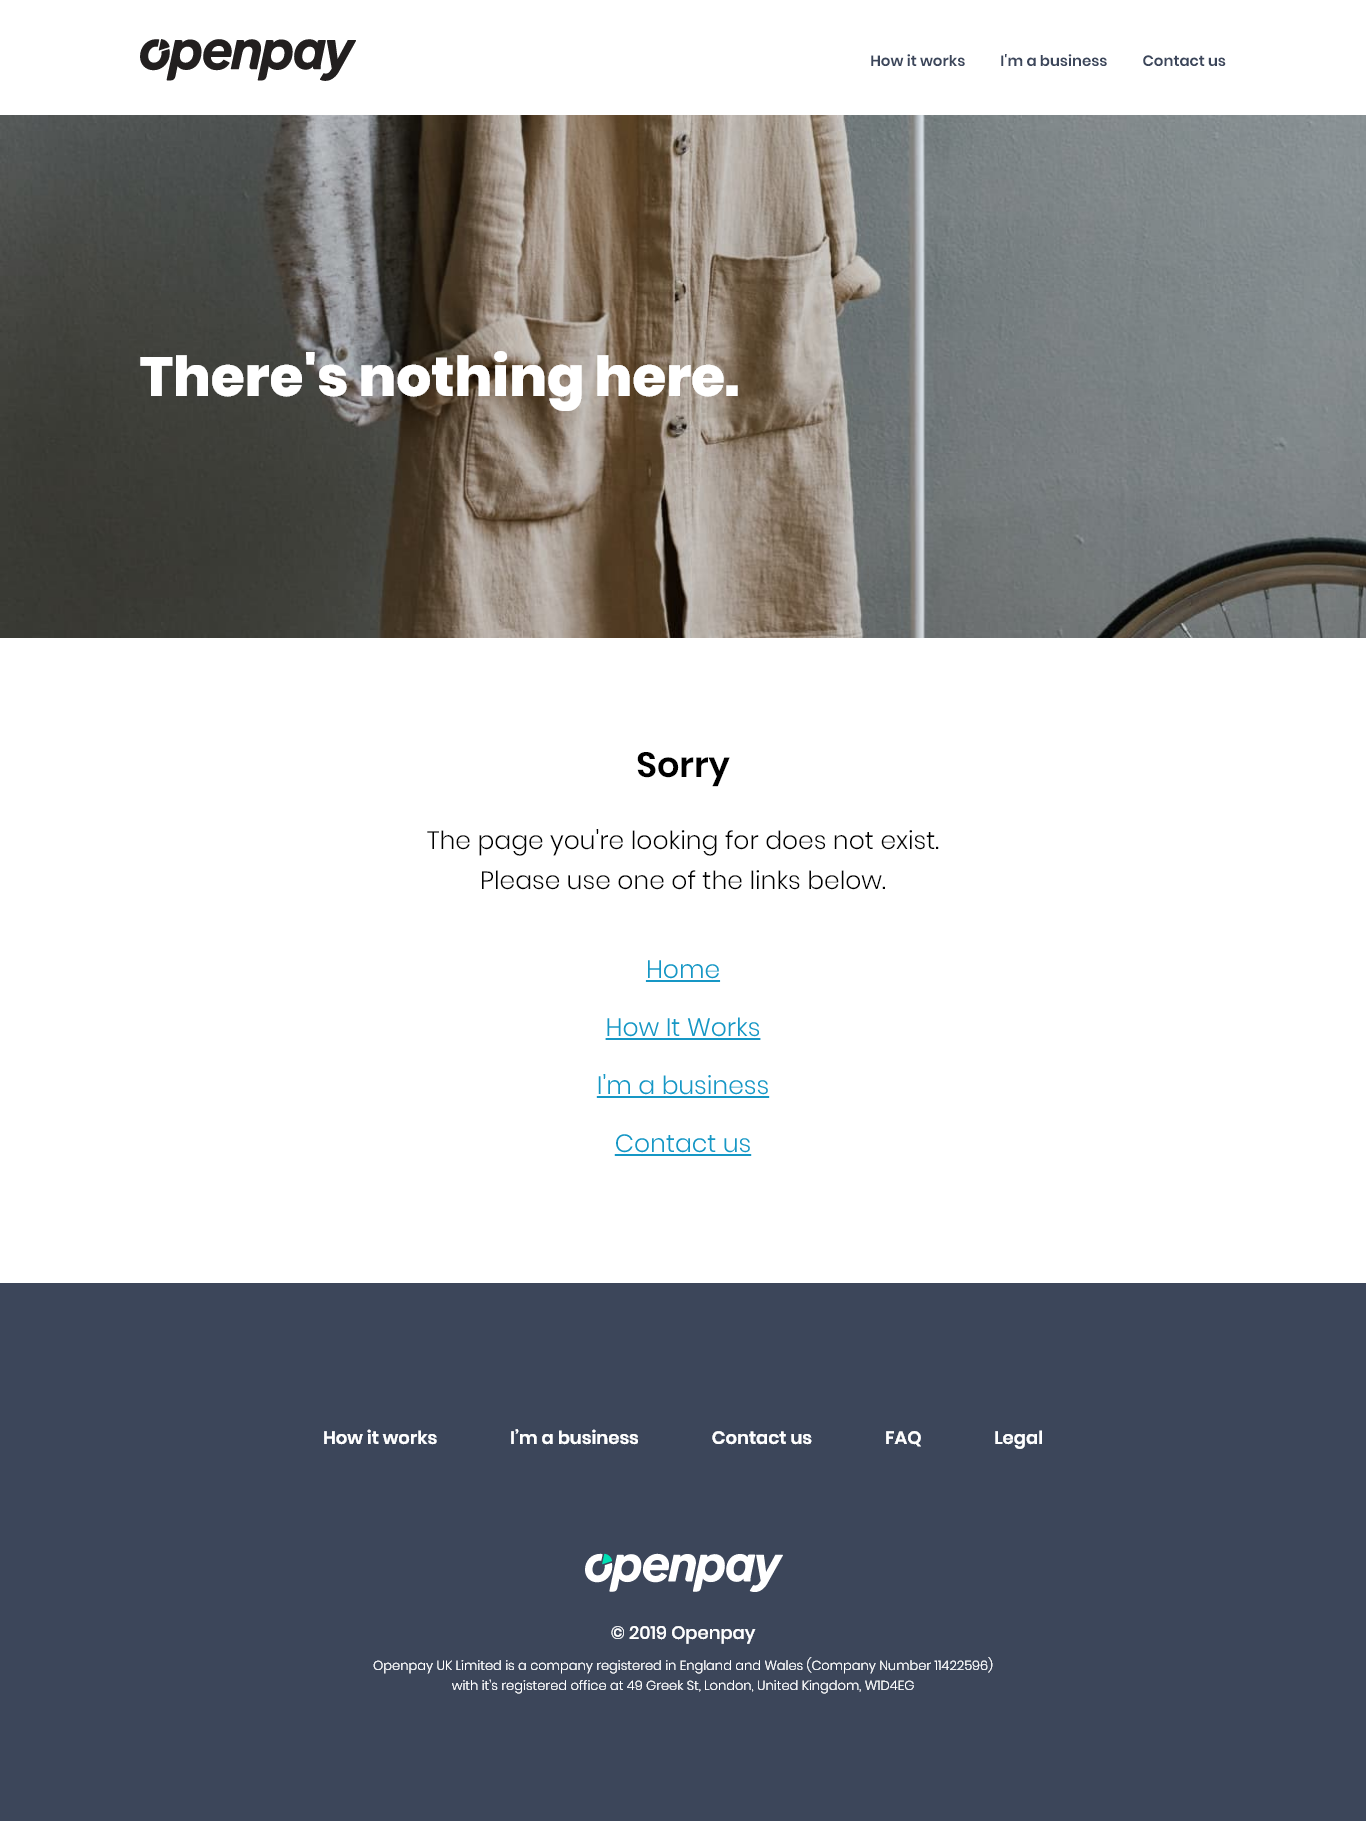 openpay
How it works I'm a business Contact us
There's nothing here.
Sorry
The page you're looking for does not exist.
Please use one of the links below.
Home
How It Works
I'm a business
Contact us
How it works I'm a business Contact us FAQ Legal
openpay
© 2019 Openpay
Openpay UK Limited is a company registered in England and Wales (Company Number 11422596)
with it's registered office at 49 Greek St, London, United Kingdom, W1D4EG